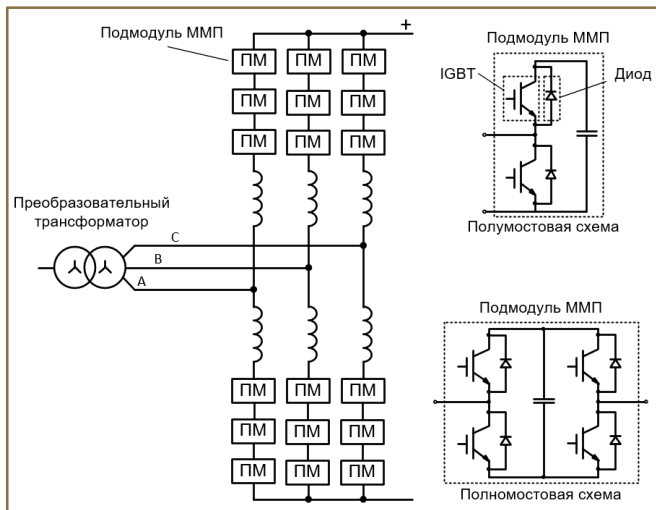 Подмодуль ММП
+
ПМ ПМ ПМ
ПМ ПМ ПМ
ПМ ПМ ПМ
Преобразовательный
трансформатор
C
B
A
ПМ ПМ ПМ
ПМ ПМ ПМ
ПМ ПМ ПМ
Подмодуль ММП
IGBT
Диод
Полумостовая схема
Подмодуль ММП
Полномостовая схема